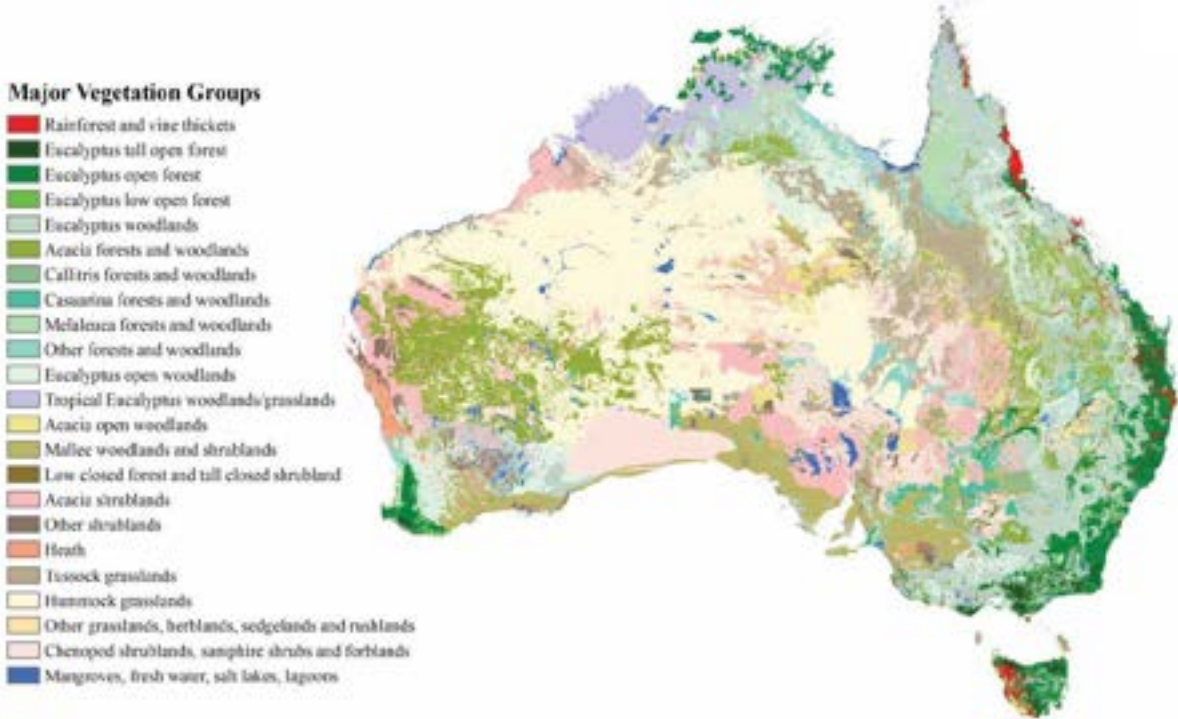 Major Vegetation Groups
Rainforest and vine thickets
Eucalyptus tall open forest
Eucalyptus open forest
Eucalyptus low open forest
Eucalyptus woodlands
Acacia forests and woodlands
Callitris forests and woodlands
Casuarina forests and woodlands
Melaleuca forests and woodlands
Other forests and woodlands
Eucalyptus open woodlands
Tropical Eucalyptus woodlands/grasslands
Acacia open woodlands
Mallee woodlands and shrublands
Low closed forest and tall closed shrubland
Acacia shrublands
Other shrublands
Heath
Tussock grasslands
Hummock grasslands
Other grasslands, herblands, sedgelands and rushlands
Chenopod shrublands, samphire shrubs and forblands
Mangroves, fresh water, salt lakes, lagoons